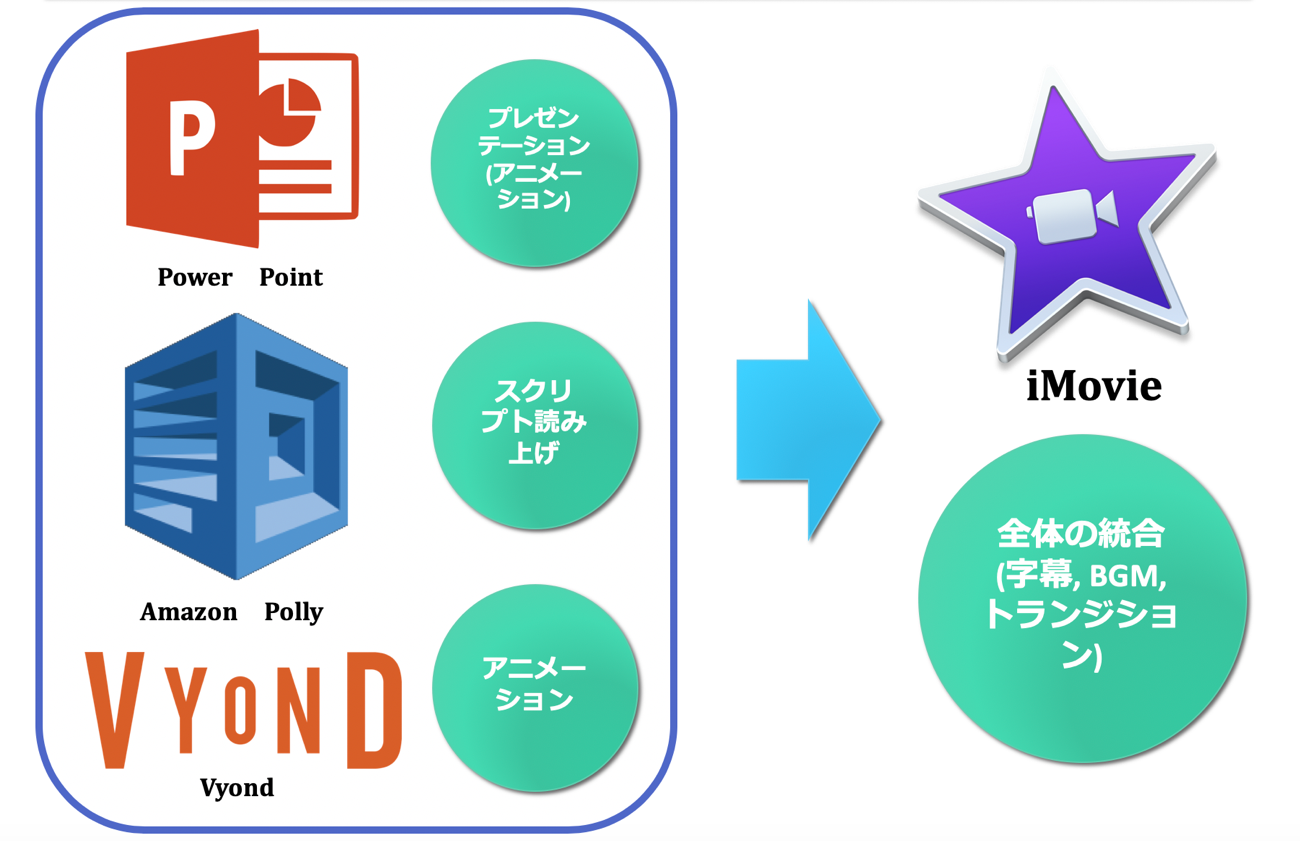 P
プレゼン
テーション
(アニメー
ション)
Power Point
スクリ
プト読み
上げ
Amazon Polly
VYOND
アニメー
ション
Vyond
iMovie
全体の統合
(字幕, BGM,
トランジショ
ン)